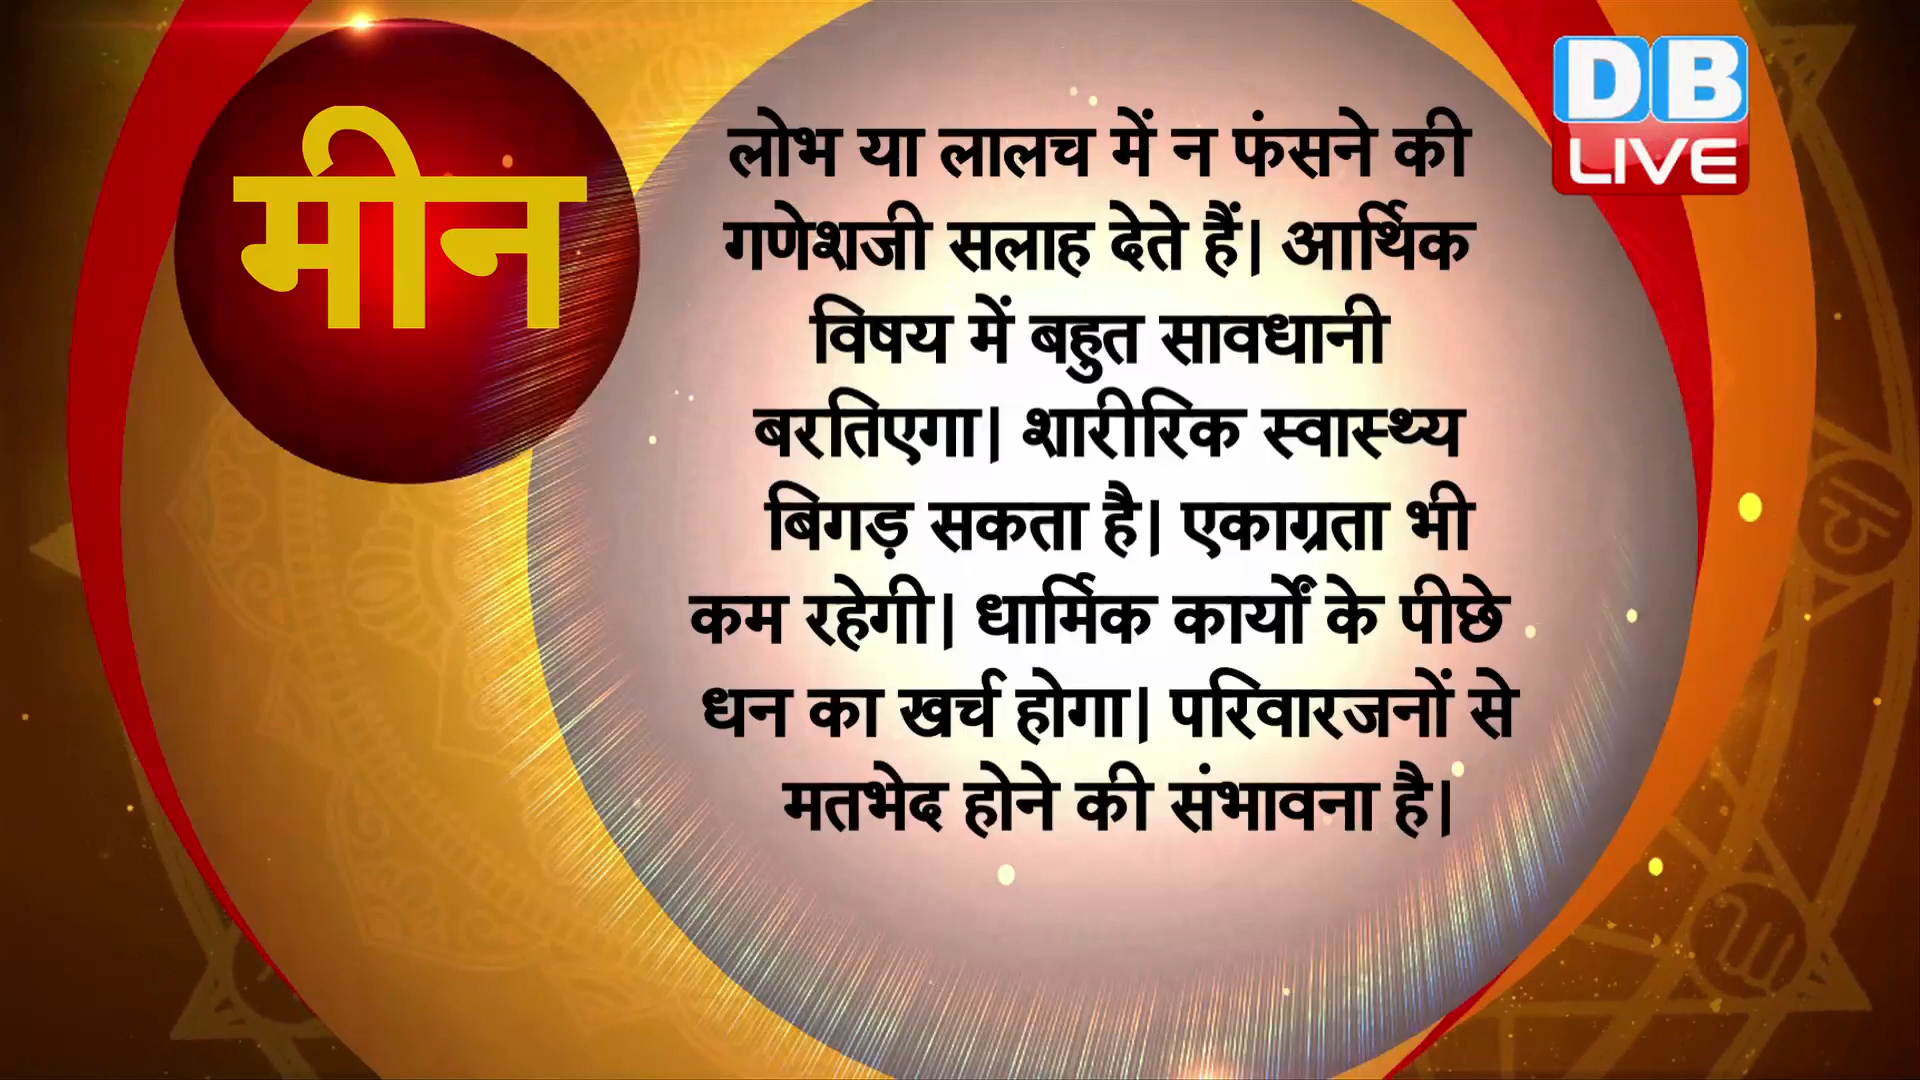 मीन
DB
LIVE
लोभ या लालच में न फंसने की
गणेशजी सलाह देते हैं| आर्थिक
विषय में बहुत सावधानी
बरतिएगा| शारीरिक स्वास्थ्य
बिगड़ सकता है| एकाग्रता भी
कम रहेगी| धार्मिक कार्यों के पीछे
धन का खर्च होगा| परिवारजनों से
मतभेद होने की संभावना है|